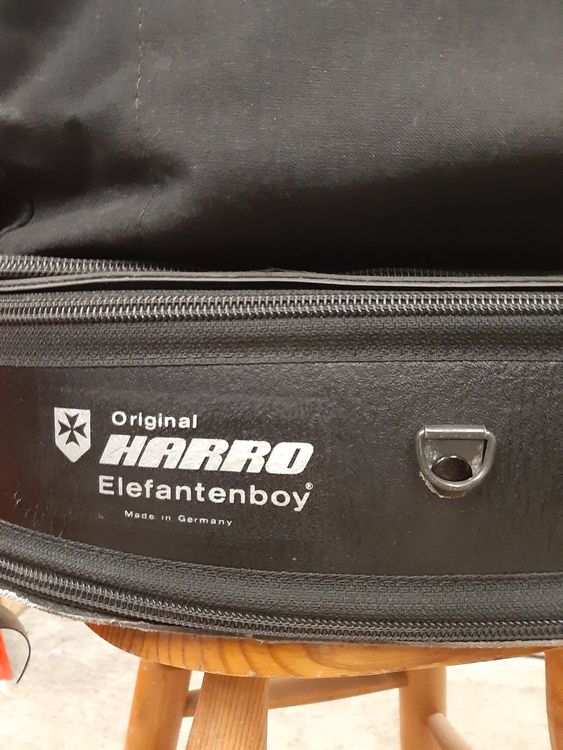 Original
HARRO
Elefantenboy®
Made in Germany